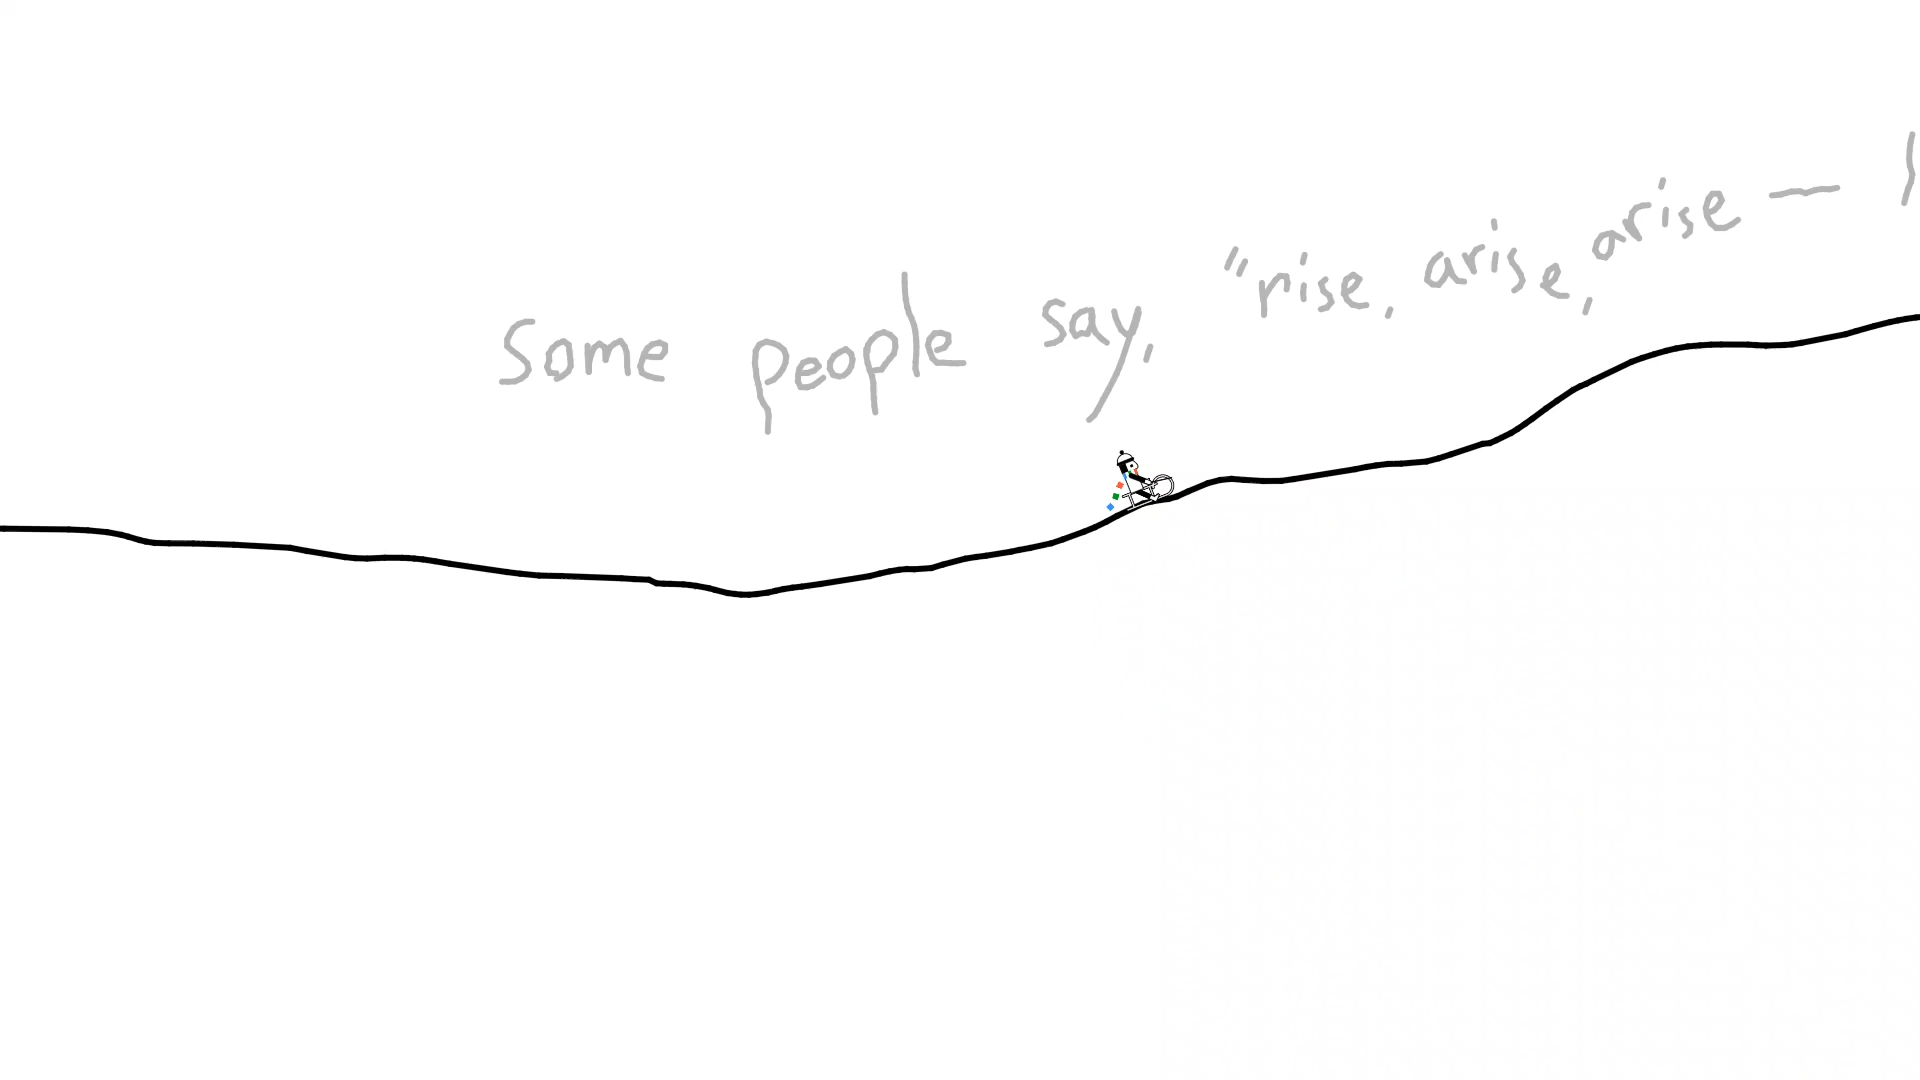 Some people say, "rise, arise, arise —